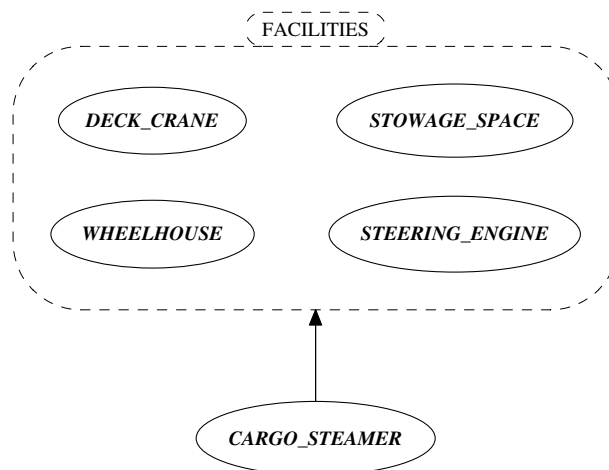 FACILITIES
DECK_CRANE
STOWAGE_SPACE
WHEELHOUSE
STEERING_ENGINE
CARGO_STEAMER